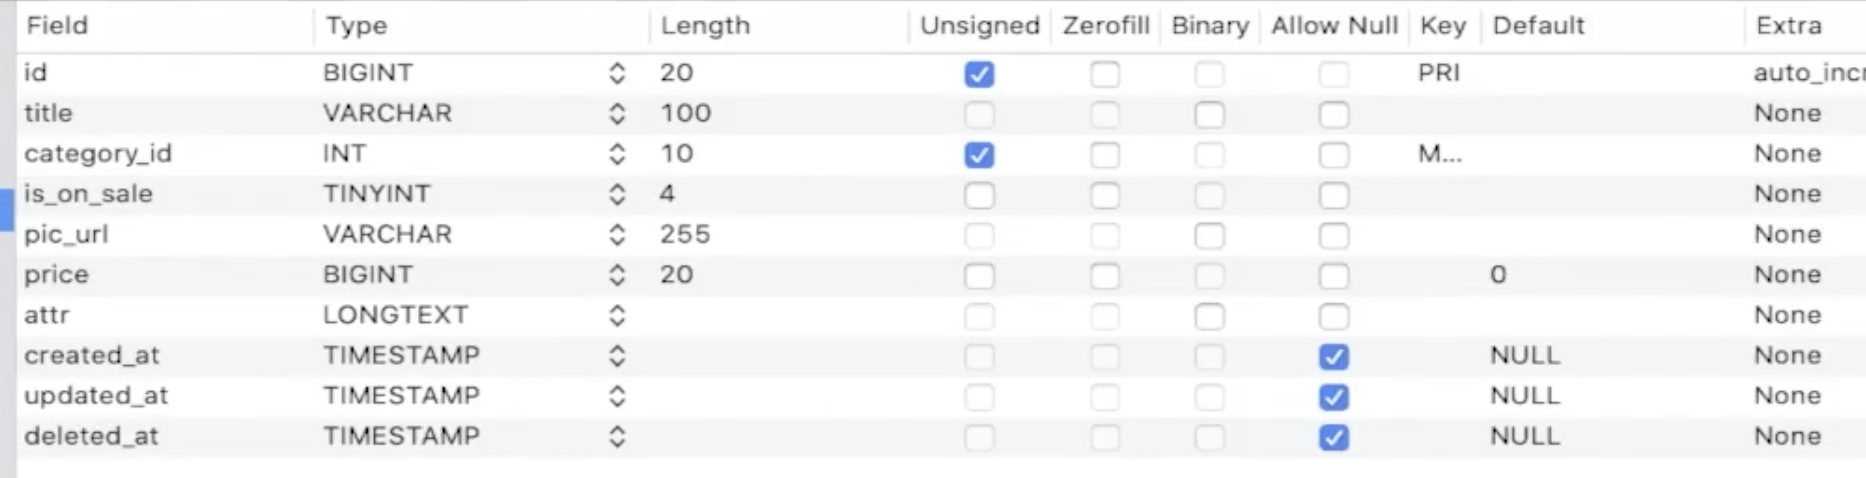 Field Type Length Unsigned Zerofill Binary Allow Null Key Default Extra
id BIGINT 20 PRI auto_incr
title VARCHAR 100 None
category_id INT 10 M... None
is_on_sale TINYINT 4 None
pic_url VARCHAR 255 None
price BIGINT 20 0 None
attr LONGTEXT None
created_at TIMESTAMP NULL None
updated_at TIMESTAMP NULL None
deleted_at TIMESTAMP NULL None